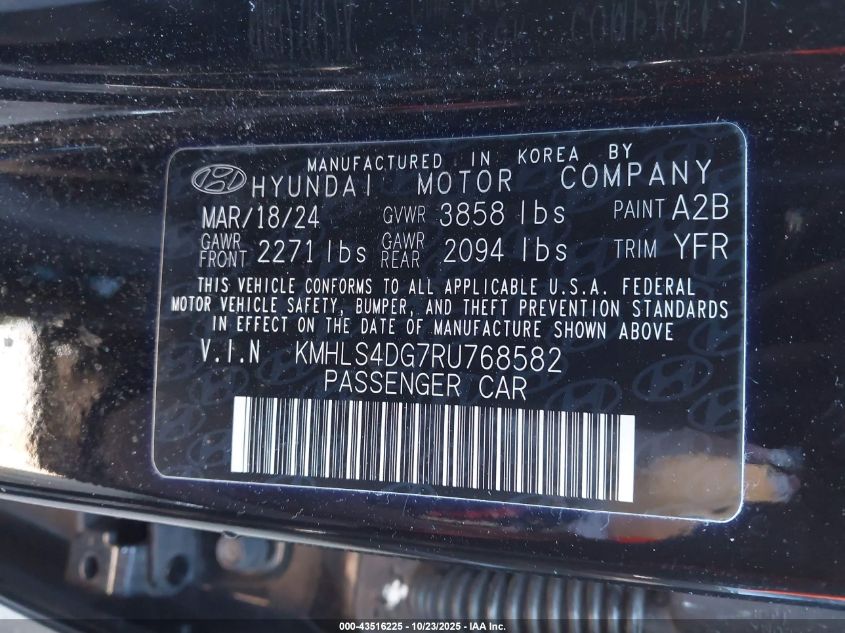 MANUFACTURED IN KOREA BY
HYUNDAI MOTOR COMPANY
MAR/18/24 GVWR 3858 lbs PAINT A2B
GAWR FRONT 2271 lbs GAWR REAR 2094 lbs TRIM YFR
THIS VEHICLE CONFORMS TO ALL APPLICABLE U.S.A. FEDERAL
MOTOR VEHICLE SAFETY, BUMPER, AND THEFT PREVENTION STANDARDS
IN EFFECT ON THE DATE OF MANUFACTURE SHOWN ABOVE.
V.I.N KMHLS4DG7RU768582
PASSENGER CAR
000-43516225 - 10/23/2025 - IAA Inc.